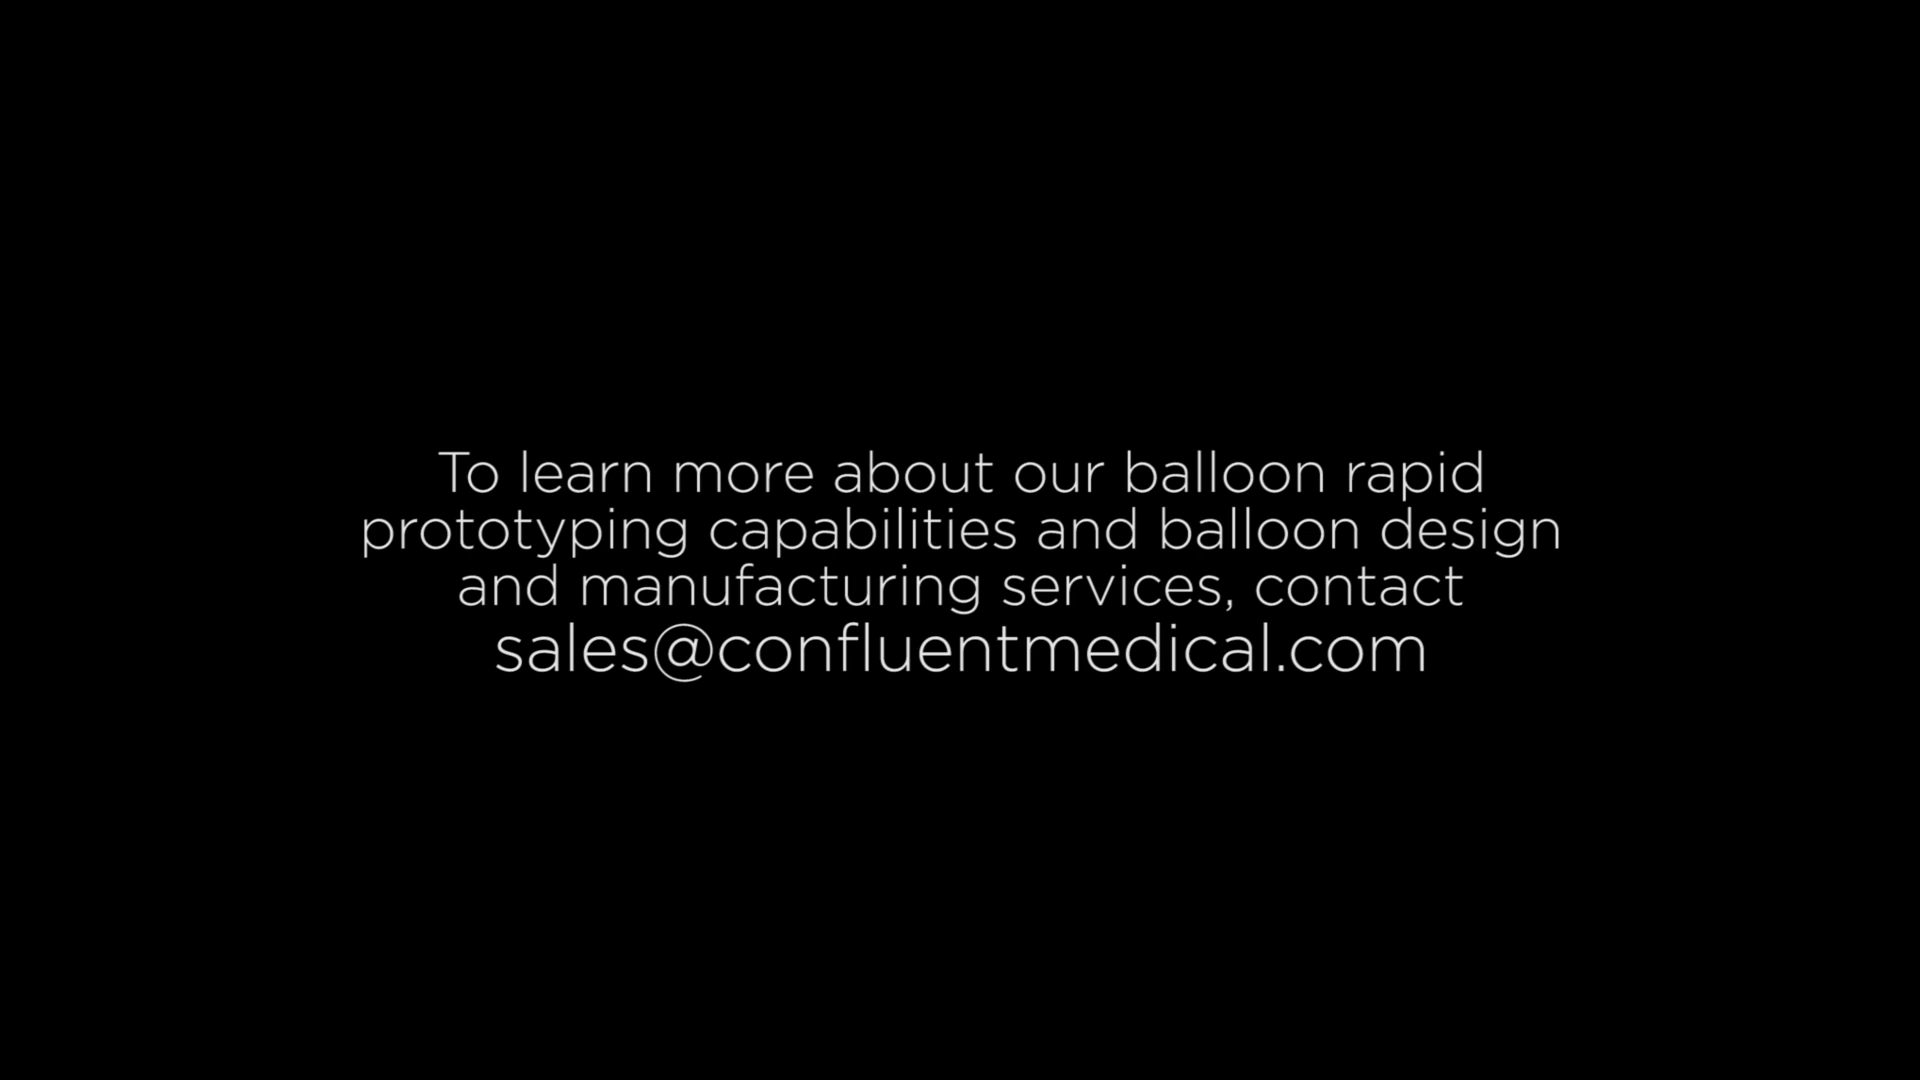 To learn more about our balloon rapid
prototyping capabilities and balloon design
and manufacturing services, contact
sales@confluentmedical.com